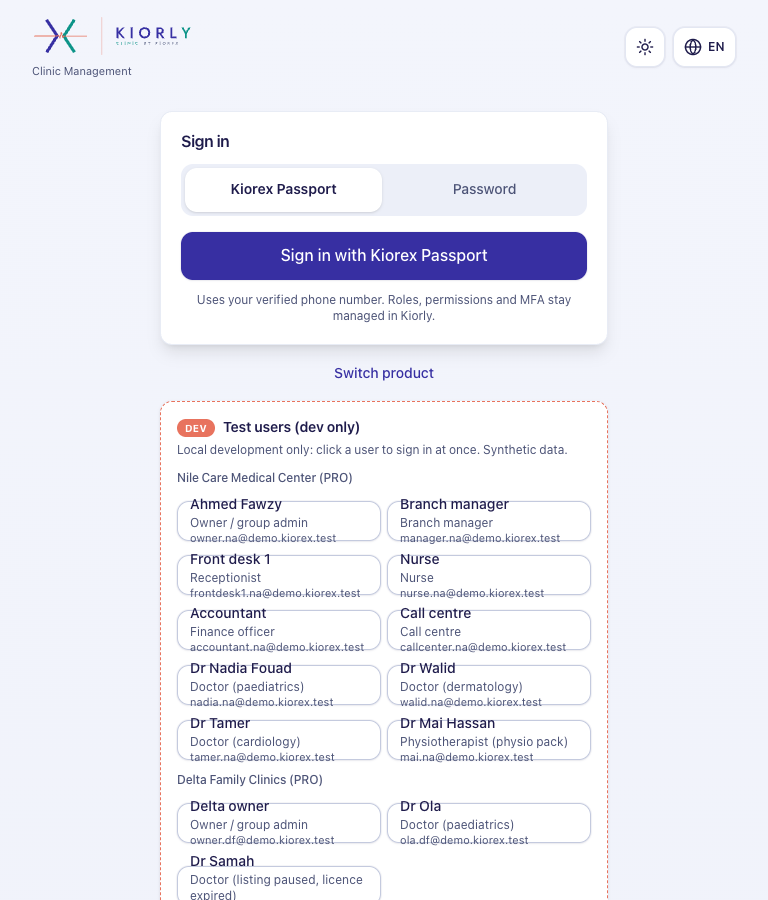 KIORLY
CLINIC BY KIOREX
Clinic Management
EN
Sign in
Kiorex Passport
Password
Sign in with Kiorex Passport
Uses your verified phone number. Roles, permissions and MFA stay
managed in Kiorly.
Switch product
DEV
Test users (dev only)
Local development only: click a user to sign in at once. Synthetic data.
Nile Care Medical Center (PRO)
Ahmed Fawzy
Owner / group admin
owner.na@demo.kiorex.test
Branch manager
Branch manager
manager.na@demo.kiorex.test
Front desk 1
Receptionist
frontdesk1.na@demo.kiorex.test
Nurse
Nurse
nurse.na@demo.kiorex.test
Accountant
Finance officer
accountant.na@demo.kiorex.test
Call centre
Call centre
callcenter.na@demo.kiorex.test
Dr Nadia Fouad
Doctor (paediatrics)
nadia.na@demo.kiorex.test
Dr Walid
Doctor (dermatology)
walid.na@demo.kiorex.test
Dr Tamer
Doctor (cardiology)
tamer.na@demo.kiorex.test
Dr Mai Hassan
Physiotherapist (physio pack)
mai.na@demo.kiorex.test
Delta Family Clinics (PRO)
Delta owner
Owner / group admin
owner.df@demo.kiorex.test
Dr Ola
Doctor (paediatrics)
ola.df@demo.kiorex.test
Dr Samah
Doctor (listing paused, licence
expired)